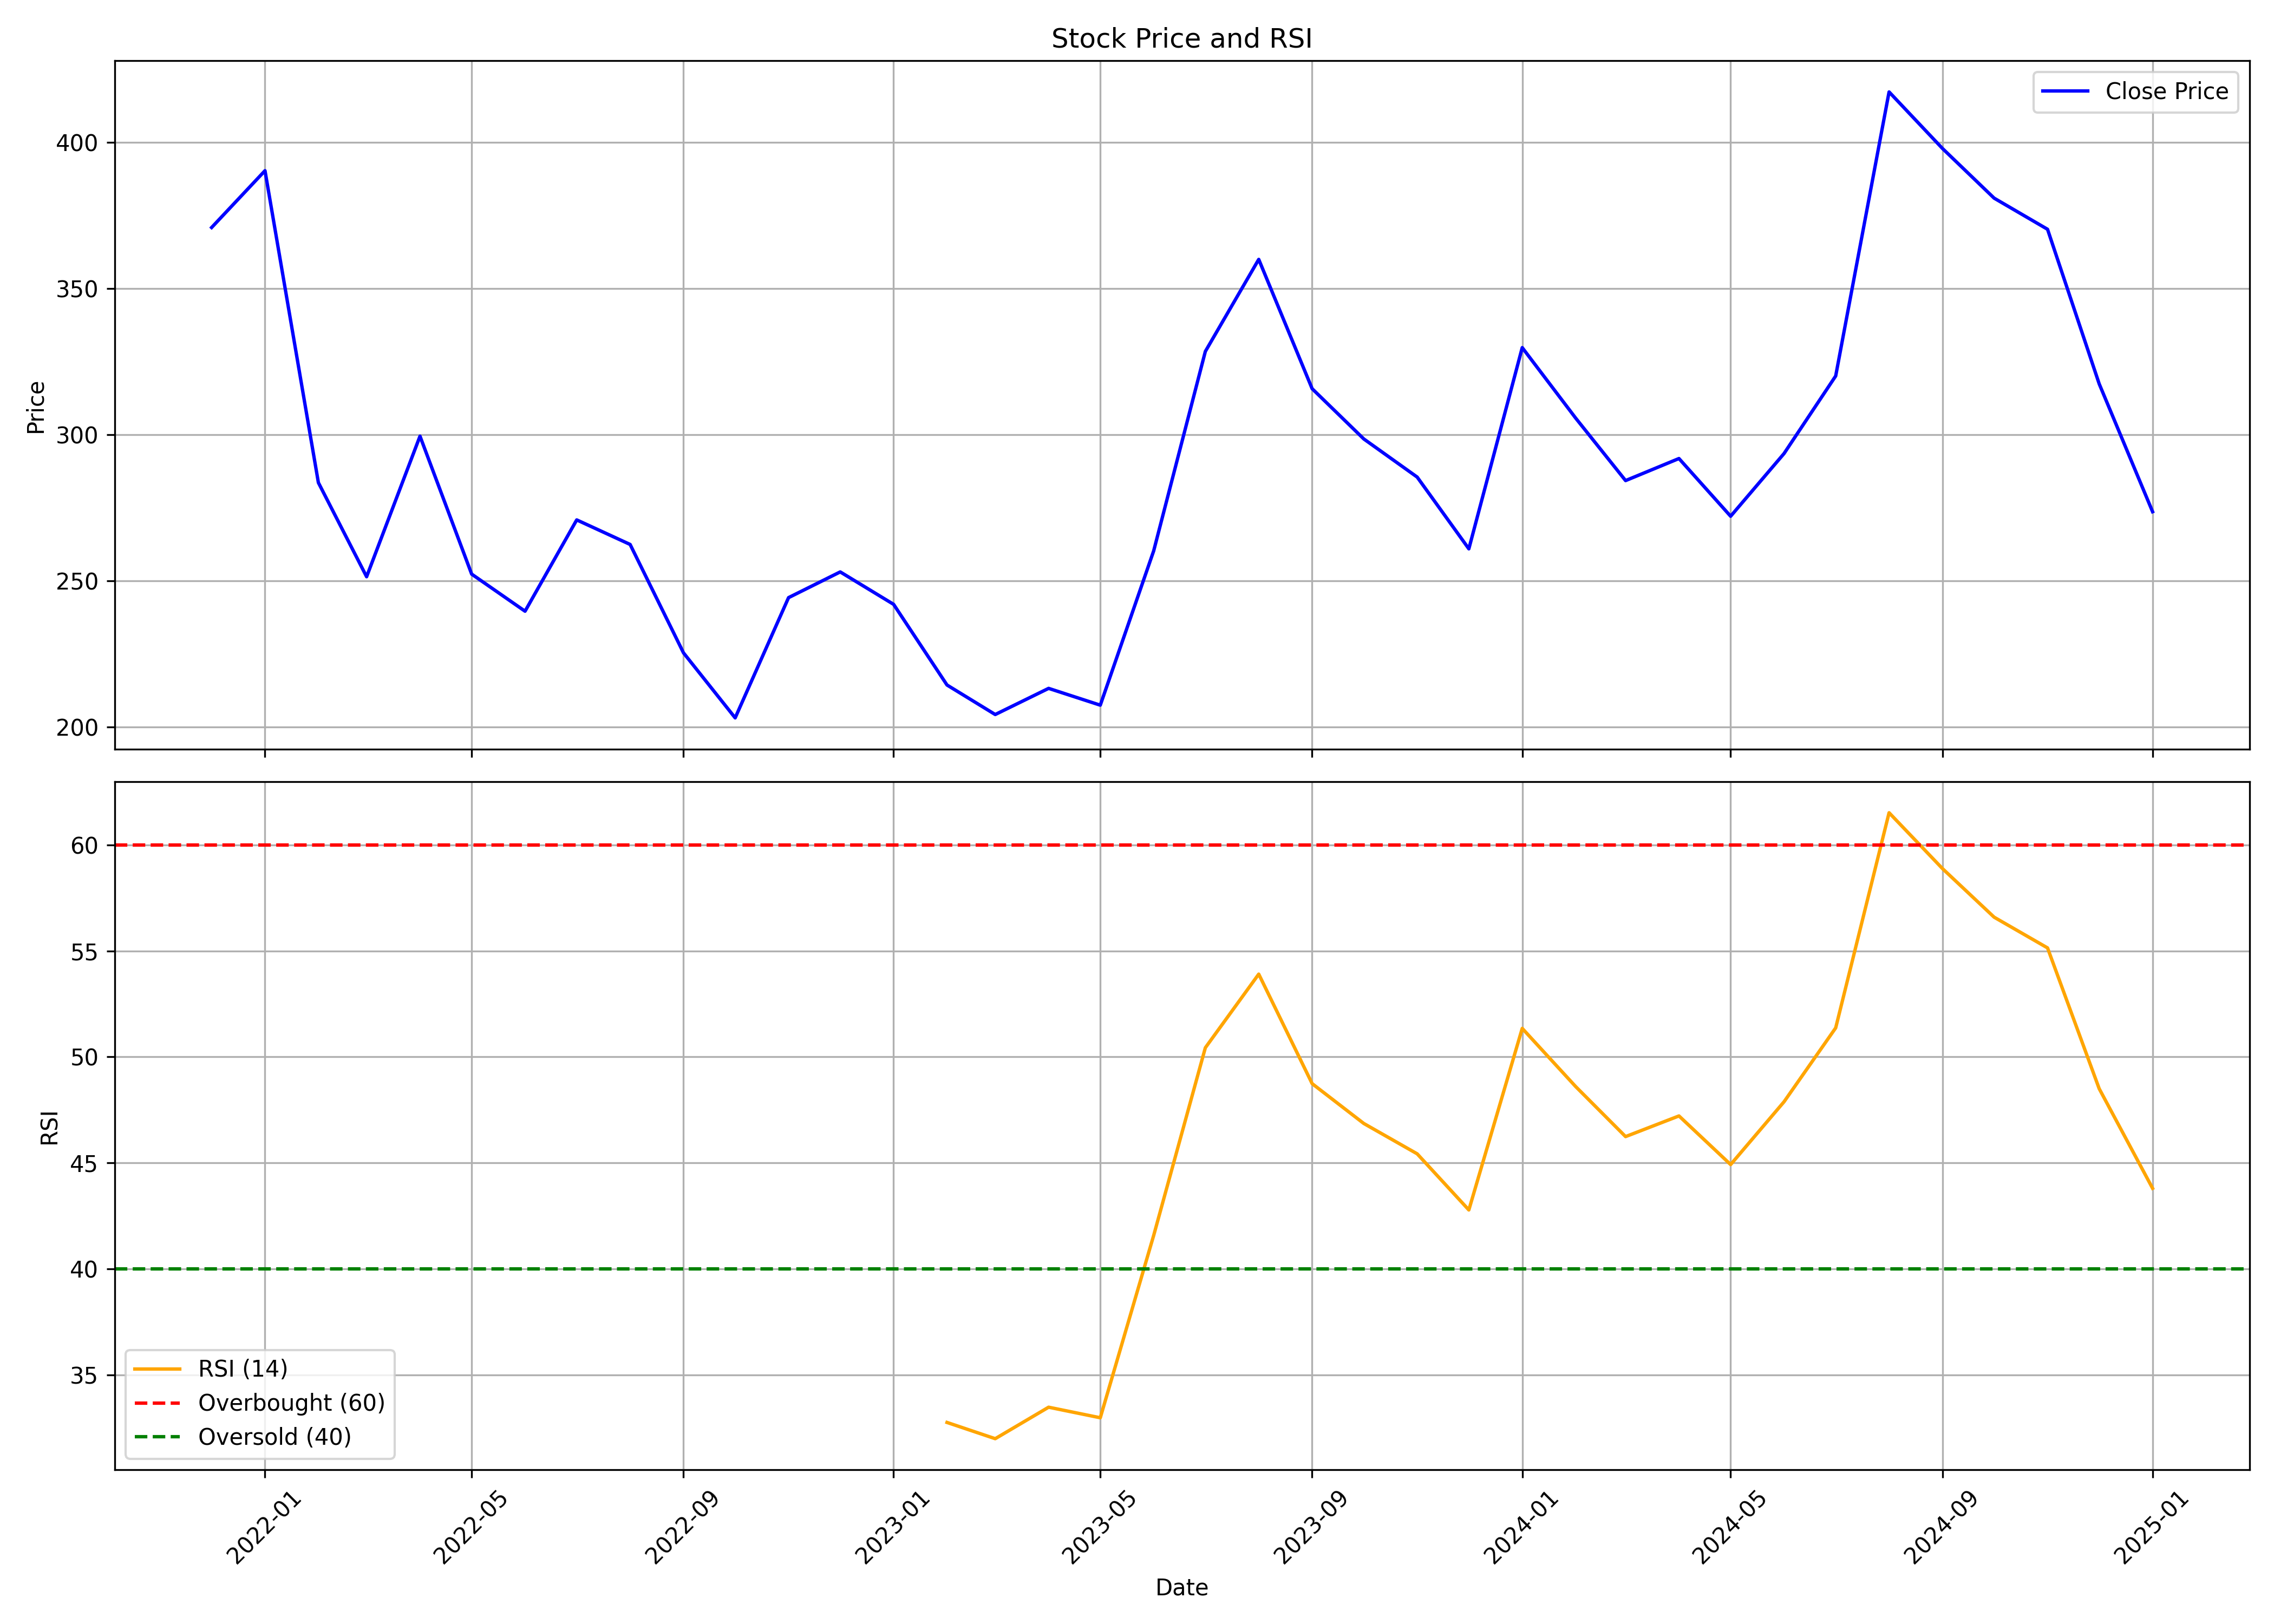 Stock Price and RSI
Close Price
400
350
300
250
200
Price
60
55
50
45
40
35
RSI
RSI (14)
Overbought (60)
Oversold (40)
2022-01
2022-05
2022-09
2023-01
2023-05
2023-09
2024-01
2024-05
2024-09
2025-01
Date